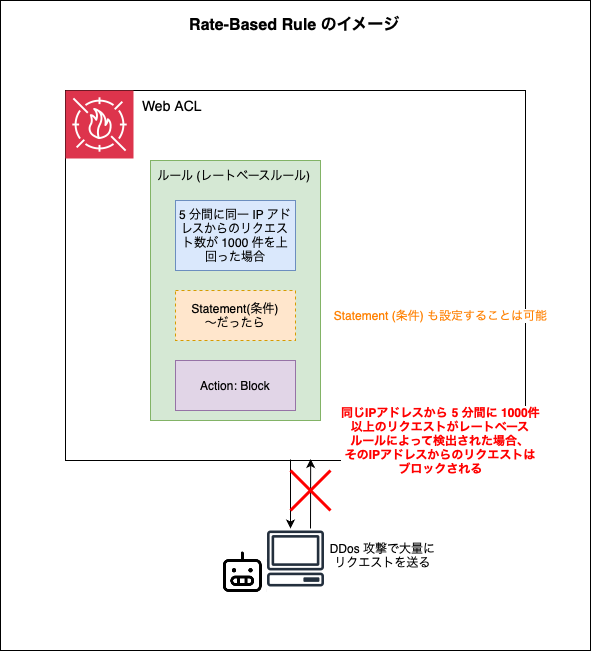 Rate-Based Rule のイメージ
Web ACL
ルール (レートベースルール)
5 分間に同一 IP アド
レスからのリクエス
ト数が 1000 件を上
回った場合
Statement(条件)
〜だったら
Statement (条件) も設定することは可能
Action: Block
同じIPアドレスから 5 分間に 1000件
以上のリクエストがレートベース
ルールによって検出された場合、
そのIPアドレスからのリクエストは
ブロックされる
DDos 攻撃で大量に
リクエストを送る